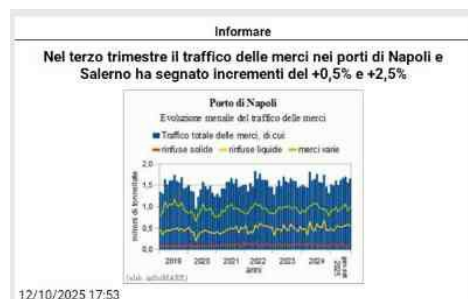 Informare
Nel terzo trimestre il traffico delle merci nei porti di Napoli e
Salerno ha segnato incrementi del +0,5% e +2,5%
Porto di Napoli
Evoluzione mensile del traffico delle merci
Traffico totale delle merci, di cui:
rinfuse solide rinfuse liquide merci varie
milioni di tonnellate
2,0
1,5
1,0
0,5
0,0
2019 2020 2021 2022 2023 2024 2025
anni
12/10/2025 17:53